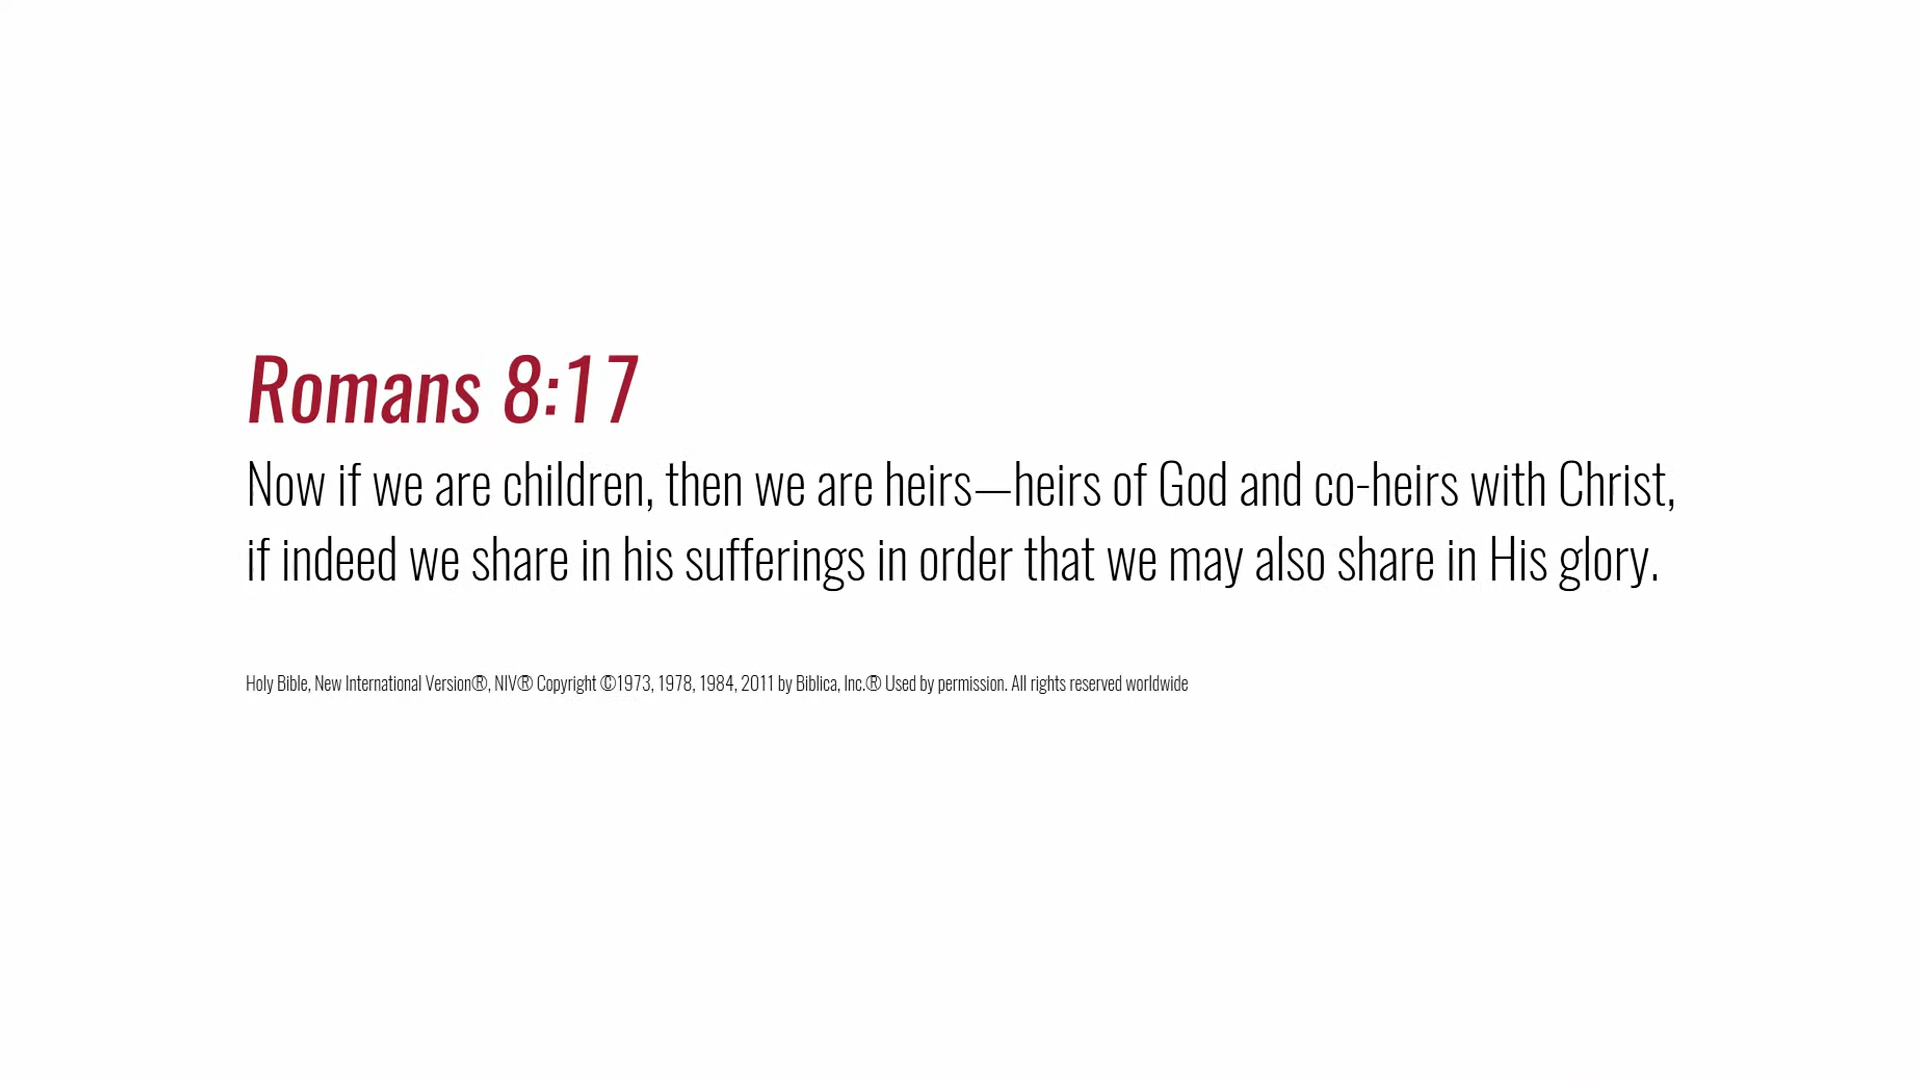 Romans 8:17
Now if we are children, then we are heirs—heirs of God and co-heirs with Christ,
if indeed we share in his sufferings in order that we may also share in His glory.
Holy Bible, New International Version®, NIV® Copyright ©1973, 1978, 1984, 2011 by Biblica, Inc.® Used by permission. All rights reserved worldwide